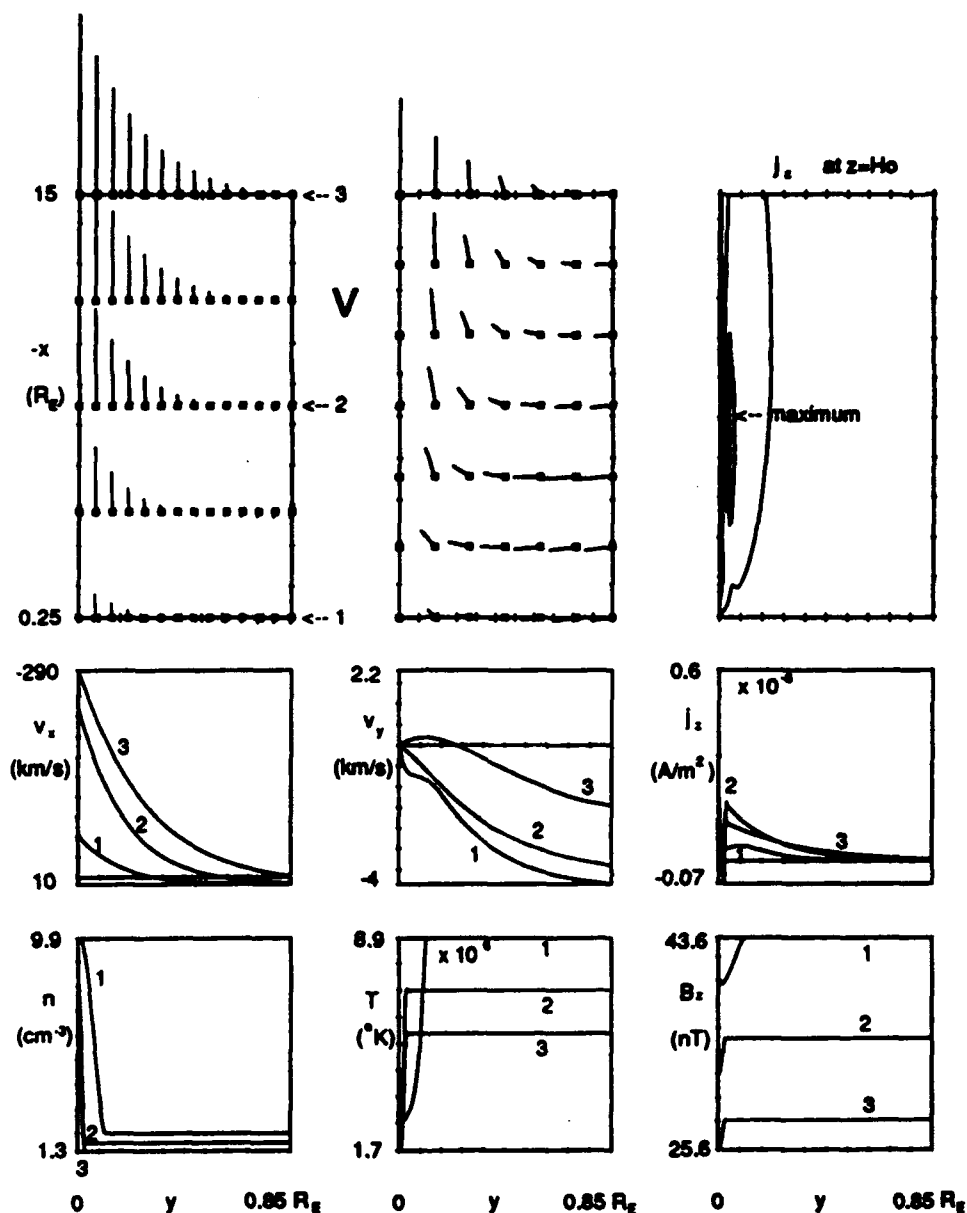 j_z at z=Ho
15
<-- 3
V
-x
(R_E)
<-- 2
<-- maximum
0.25
<-- 1
-290
v_x
(km/s)
10
3
2
1
2.2
v_y
(km/s)
-4
3
2
1
0.6
x 10^-8
j_z
(A/m²)
-0.07
2
3
1
9.9
n
(cm^-3)
1.3
1
2
3
8.9
x 10^6
T
(°K)
1.7
1
2
3
43.6
B_z
(nT)
25.6
1
2
3
0 y 0.85 R_E
0 y 0.85 R_E
0 y 0.85 R_E